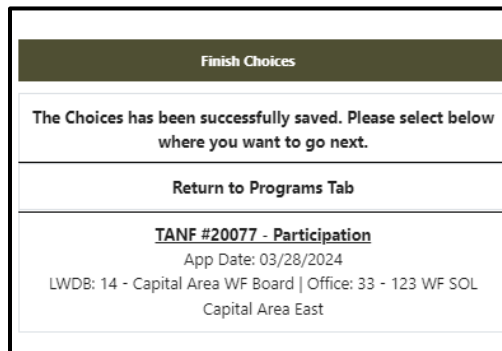 Finish Choices
The Choices has been successfully saved. Please select below
where you want to go next.
Return to Programs Tab
TANF #20077 - Participation
App Date: 03/28/2024
LWDB: 14 - Capital Area WF Board | Office: 33 - 123 WF SOL
Capital Area East